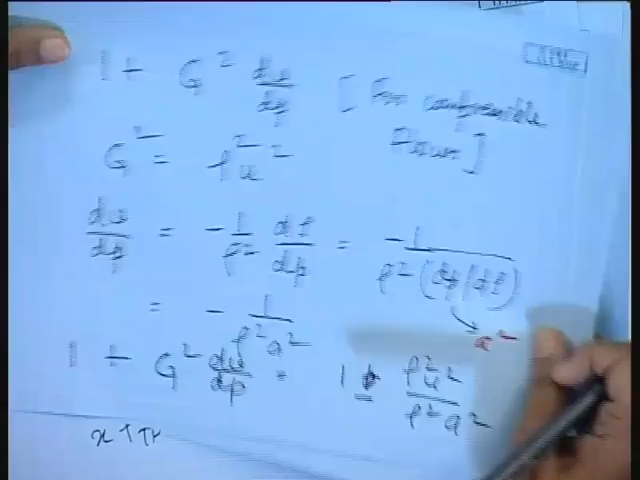 1 + G² dv/dp [ For compressible
Flow ]
G² = ρ²u²
dv/dp = - 1/ρ² dρ/dp = -1/ρ² (dp/dρ)
a²
= - 1/ρ²a²
1 + G² dv/dp = 1 - ρ²u²/ρ²a²